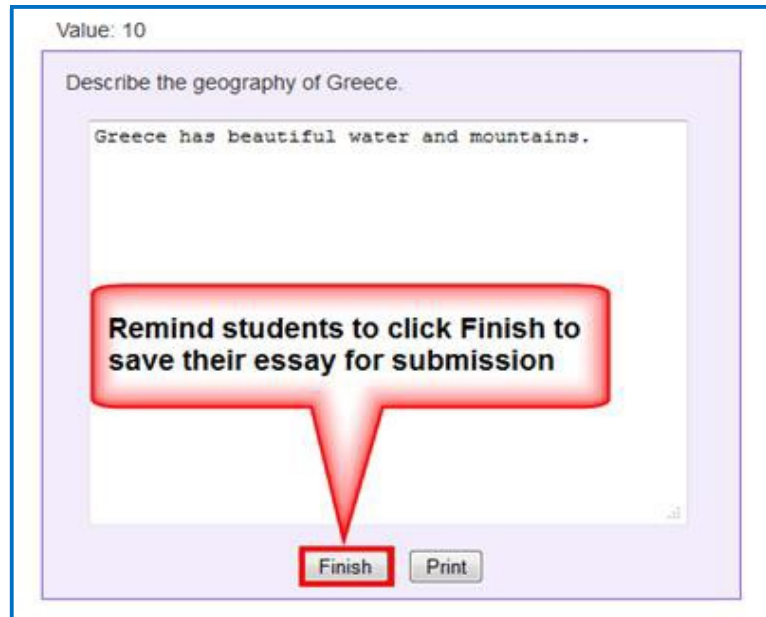 Value: 10
Describe the geography of Greece.
Greece has beautiful water and mountains.
Remind students to click Finish to
save their essay for submission
Finish
Print